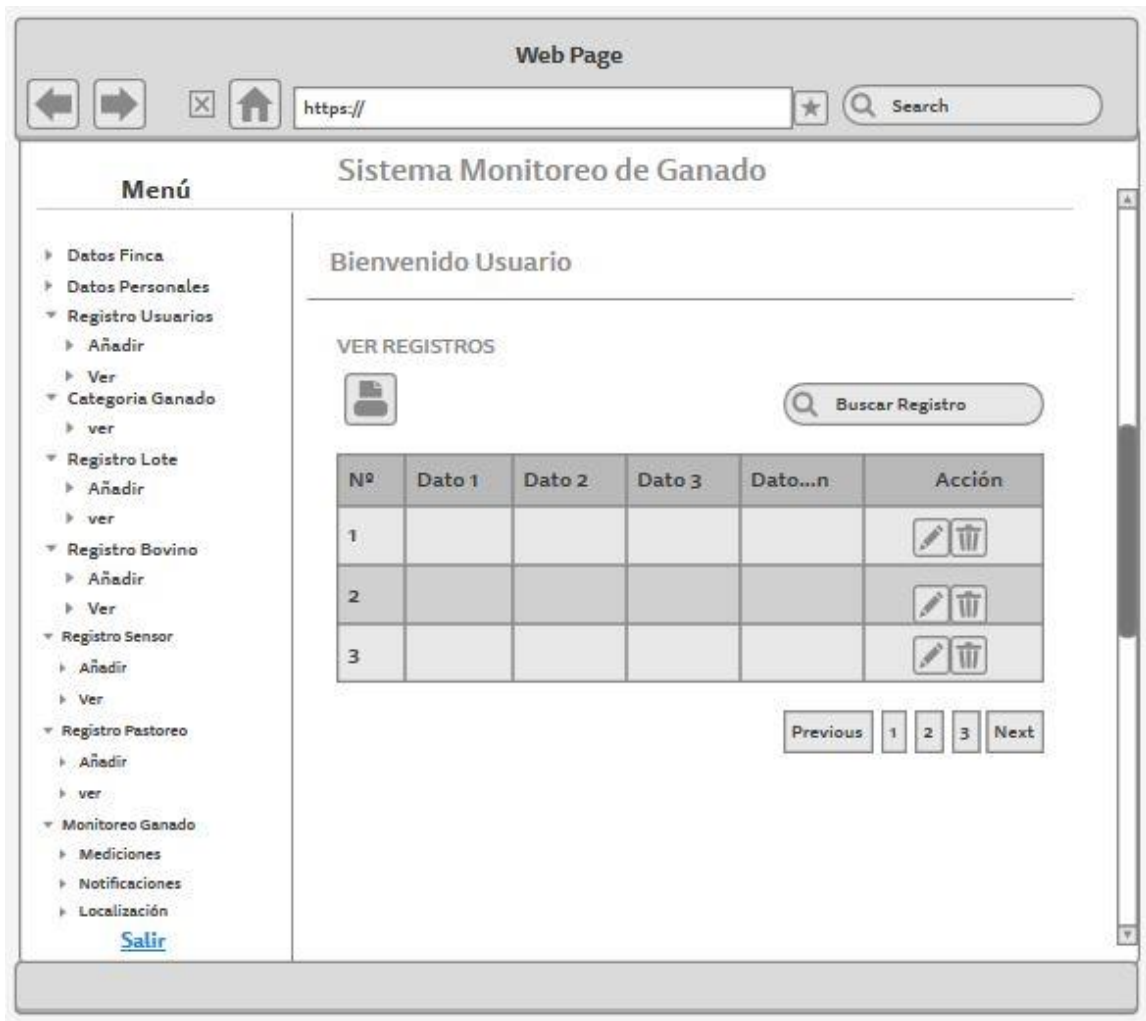 Web Page
https://
Search
Menú
Datos Finca
Datos Personales
Registro Usuarios
Añadir
Ver
Categoria Ganado
ver
Registro Lote
Añadir
ver
Registro Bovino
Añadir
Ver
Registro Sensor
Añadir
Ver
Registro Pastoreo
Añadir
ver
Monitoreo Ganado
Mediciones
Notificaciones
Localización
Salir
Sistema Monitoreo de Ganado
Bienvenido Usuario
VER REGISTROS
Buscar Registro
Nº Dato 1 Dato 2 Dato 3 Dato...n Acción
1
2
3
Previous 1 2 3 Next